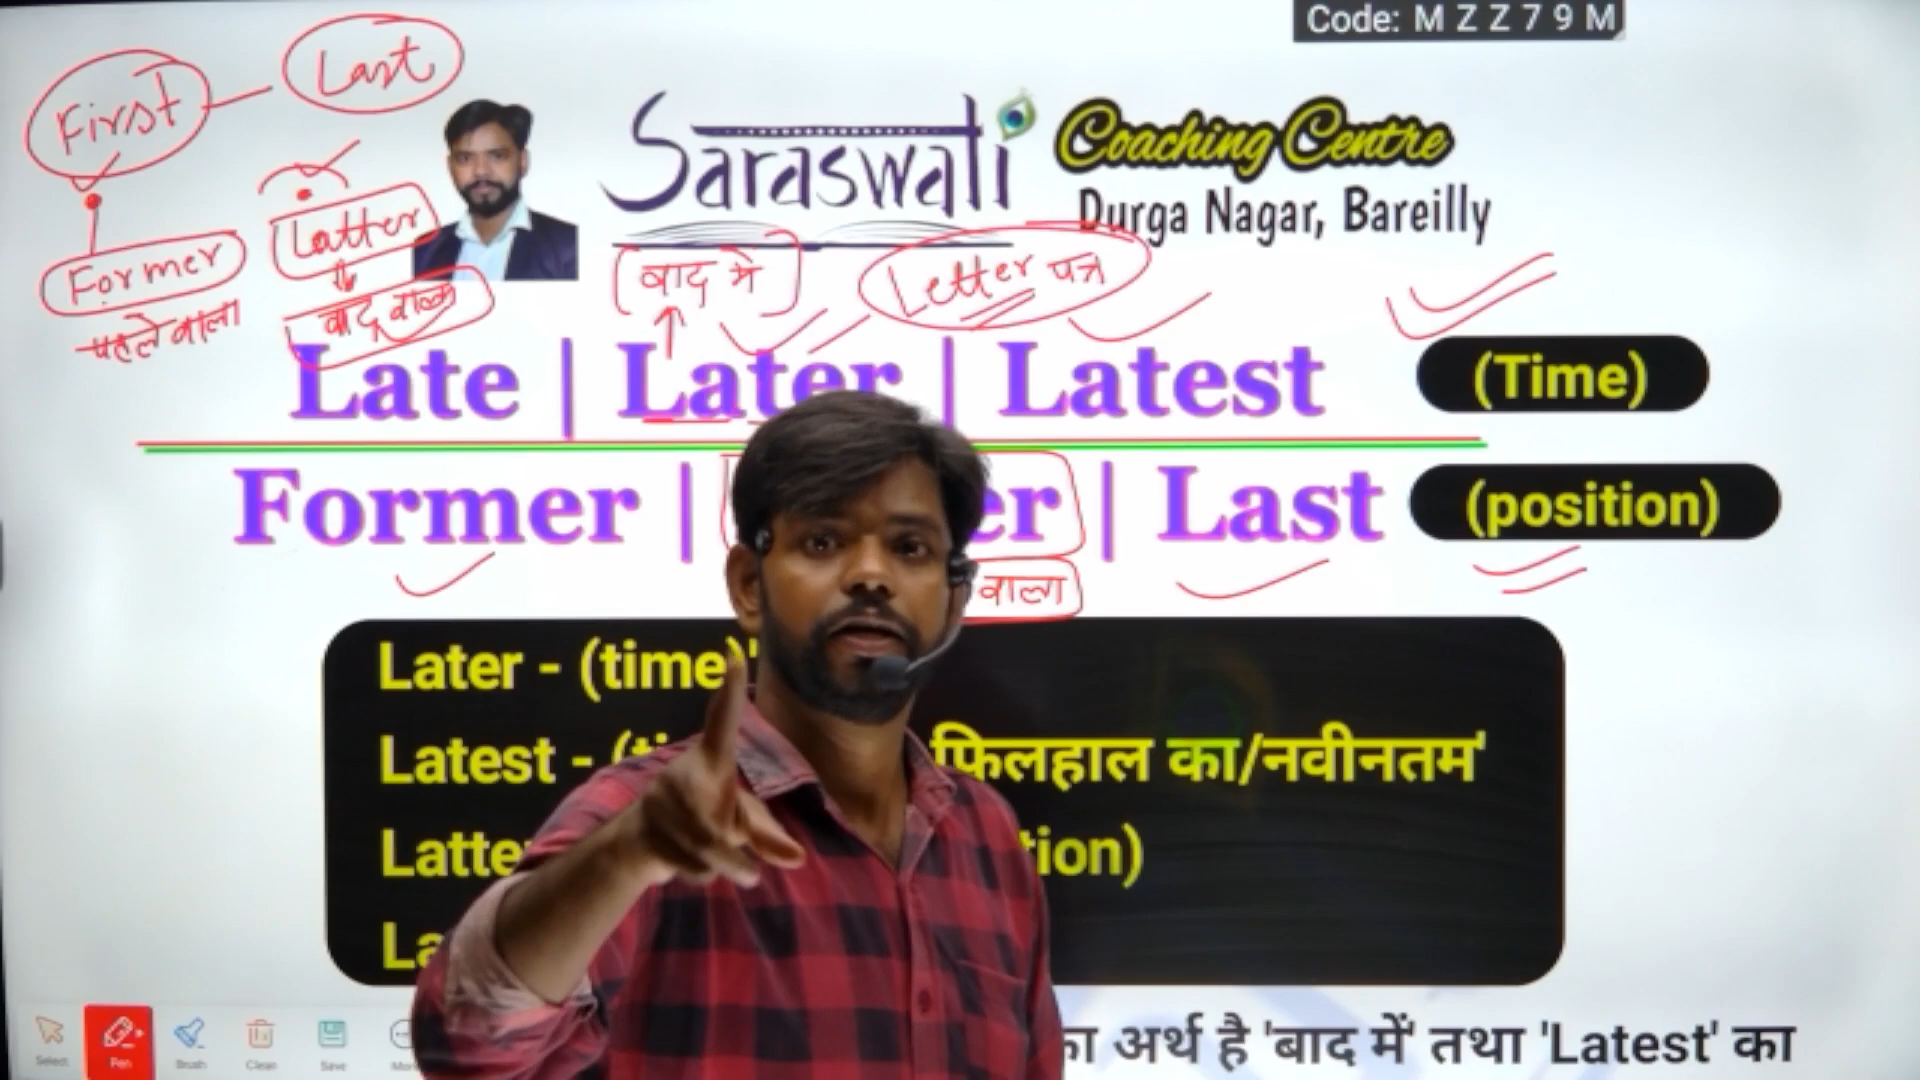 Code: M Z Z 7 9 M
First
Last
Saraswati
Coaching Centre
Durga Nagar, Bareilly
Former
पहले वाला
Latter
बाद वाला
बाद मे
Letter पत्र
Late | Later | Latest
(Time)
Former | er | Last
(position)
वाला
Later - (time)'
Latest - (ti फिलहाल का/नवीनतम'
Latte tion)
La
का अर्थ है 'बाद में' तथा 'Latest' का
Select Pen Brush Clean Save Mor